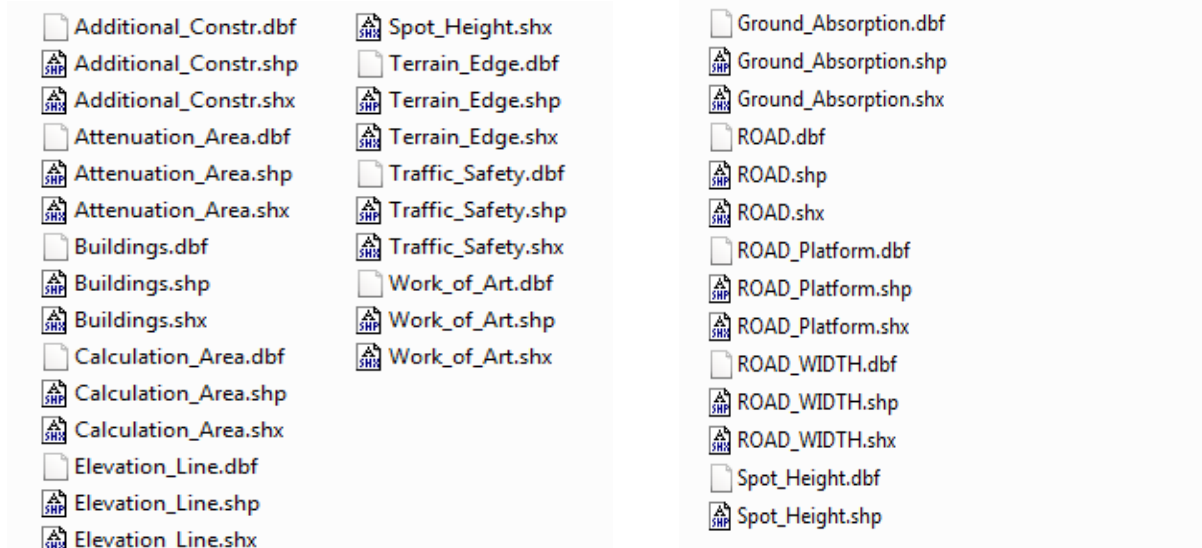 Additional_Constr.dbf
Additional_Constr.shp
Additional_Constr.shx
Attenuation_Area.dbf
Attenuation_Area.shp
Attenuation_Area.shx
Buildings.dbf
Buildings.shp
Buildings.shx
Calculation_Area.dbf
Calculation_Area.shp
Calculation_Area.shx
Elevation_Line.dbf
Elevation_Line.shp
Elevation_Line.shx
Spot_Height.shx
Terrain_Edge.dbf
Terrain_Edge.shp
Terrain_Edge.shx
Traffic_Safety.dbf
Traffic_Safety.shp
Traffic_Safety.shx
Work_of_Art.dbf
Work_of_Art.shp
Work_of_Art.shx
Ground_Absorption.dbf
Ground_Absorption.shp
Ground_Absorption.shx
ROAD.dbf
ROAD.shp
ROAD.shx
ROAD_Platform.dbf
ROAD_Platform.shp
ROAD_Platform.shx
ROAD_WIDTH.dbf
ROAD_WIDTH.shp
ROAD_WIDTH.shx
Spot_Height.dbf
Spot_Height.shp